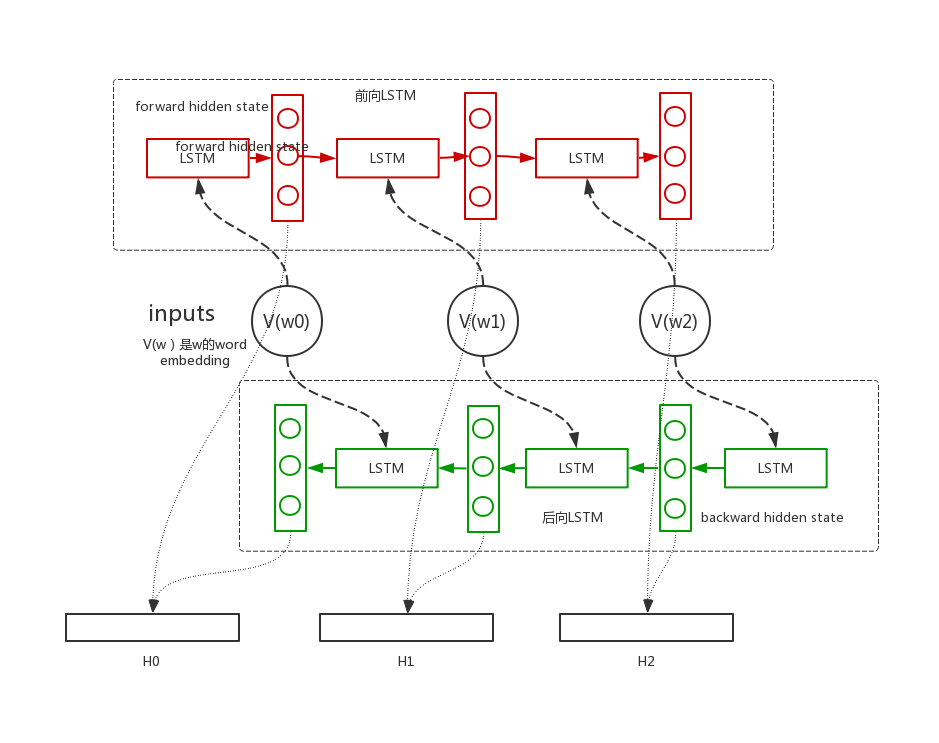 前向LSTM
forward hidden state
forward hidden state
LSTM
LSTM
LSTM
inputs
V(w0)
V(w1)
V(w2)
V(w）是w的word
embedding
LSTM
LSTM
LSTM
后向LSTM
backward hidden state
H0
H1
H2